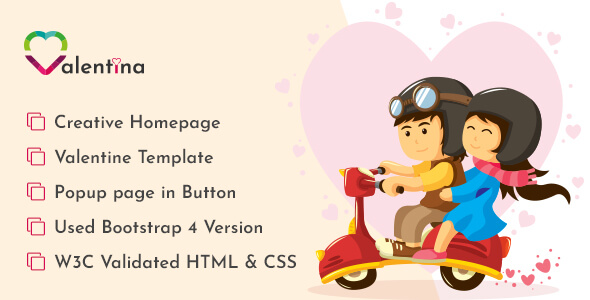 Valentina
Creative Homepage
Valentine Template
Popup page in Button
Used Bootstrap 4 Version
W3C Validated HTML & CSS